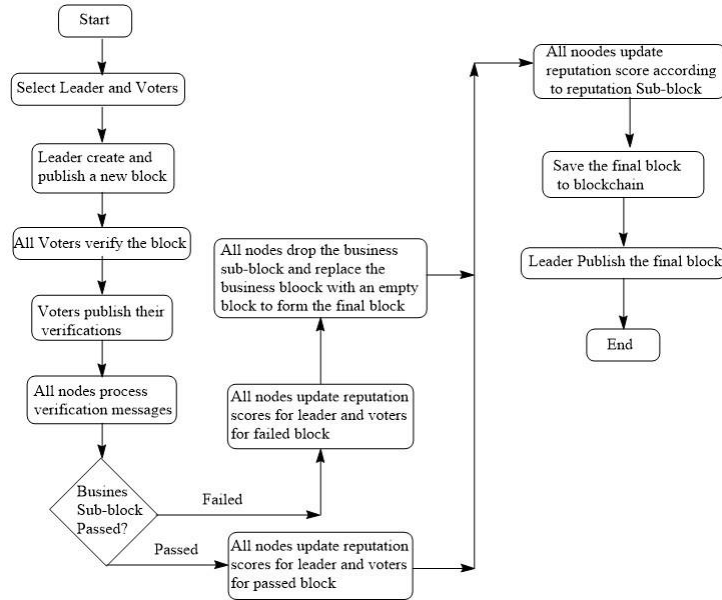 Start
Select Leader and Voters
Leader create and
publish a new block
All Voters verify the block
Voters publish their
verifications
All nodes process
verification messages
Busines
Sub-block
Passed?
Failed
Passed
All nodes update reputation
scores for leader and voters
for failed block
All nodes drop the business
sub-block and replace the
business bloock with an empty
block to form the final block
All nodes update reputation
scores for leader and voters
for passed block
All noodes update
reputation score according
to reputation Sub-block
Save the final block
to blockchain
Leader Publish the final block
End